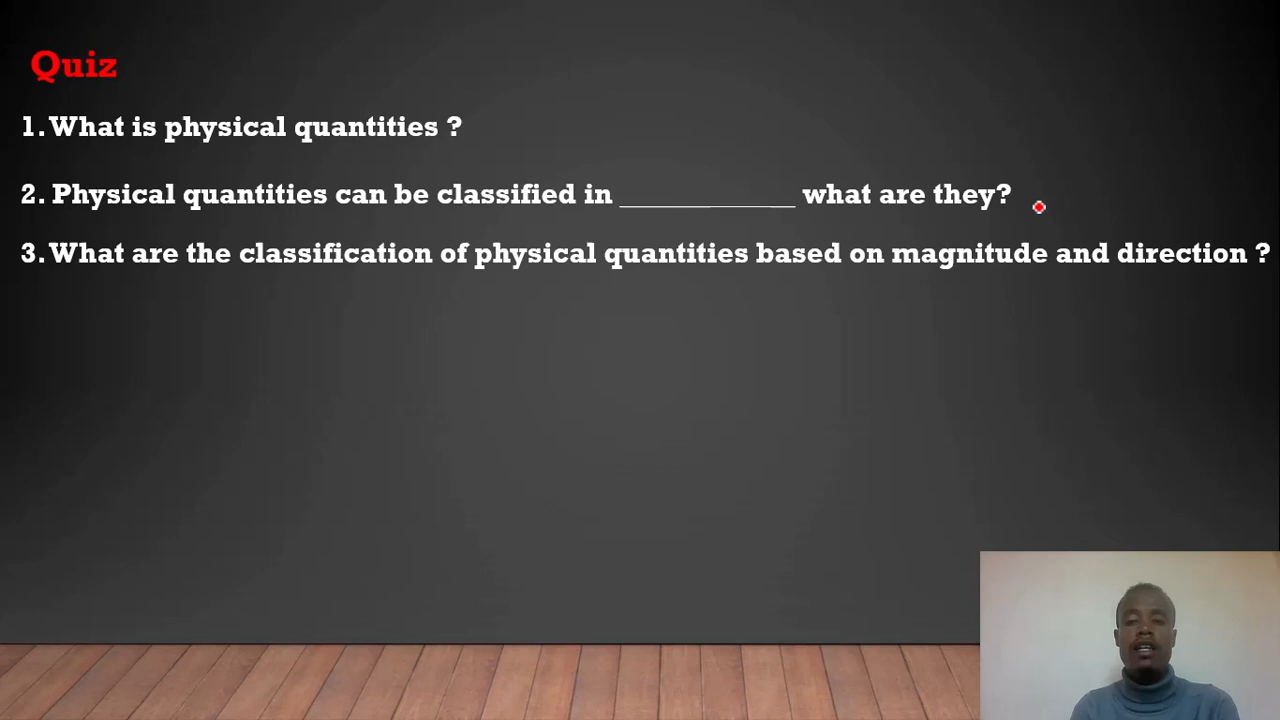 Quiz
1. What is physical quantities ?
2. Physical quantities can be classified in ____________ what are they?
3. What are the classification of physical quantities based on magnitude and direction ?